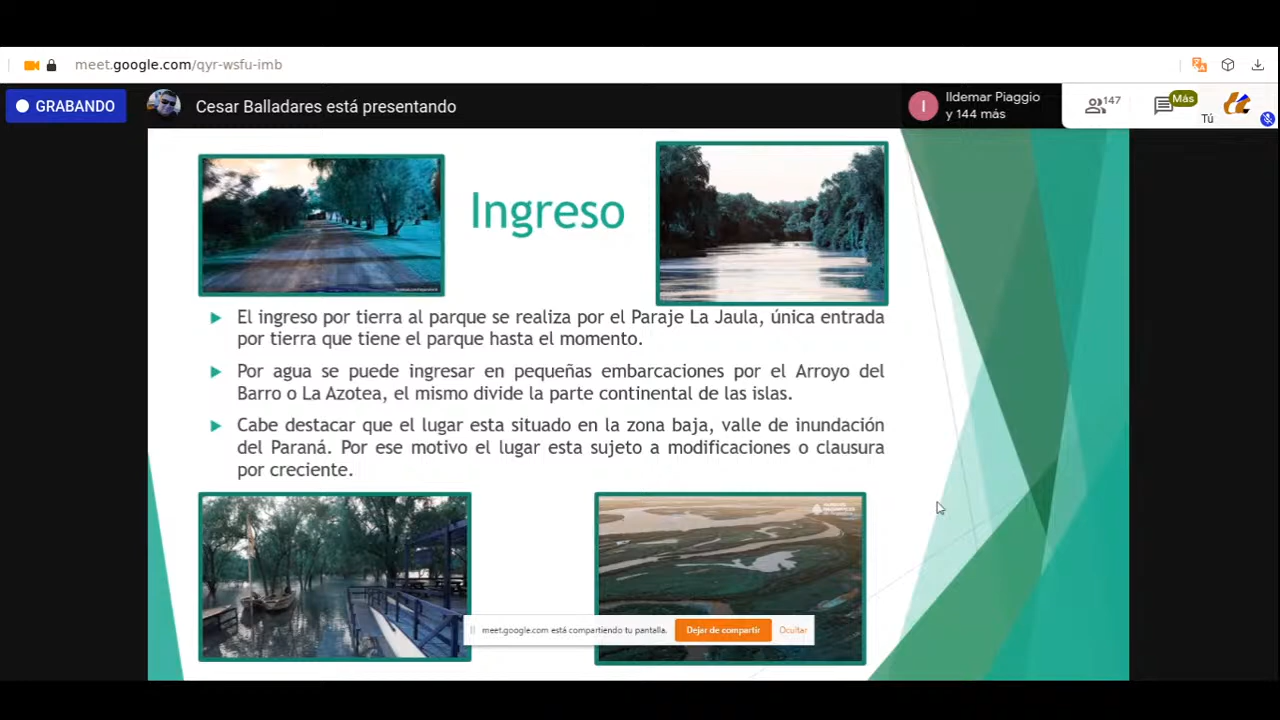 meet.google.com/qyr-wsfu-imb
GRABANDO
Cesar Balladares está presentando
Ildemar Piaggio
y 144 más
147
Más
Tú
I
Ingreso
El ingreso por tierra al parque se realiza por el Paraje La Jaula, única entrada
por tierra que tiene el parque hasta el momento.
Por agua se puede ingresar en pequeñas embarcaciones por el Arroyo del
Barro o La Azotea, el mismo divide la parte continental de las islas.
Cabe destacar que el lugar esta situado en la zona baja, valle de inundación
del Paraná. Por ese motivo el lugar esta sujeto a modificaciones o clausura
por creciente.
meet.google.com está compartiendo tu pantalla.
Dejar de compartir
Ocultar